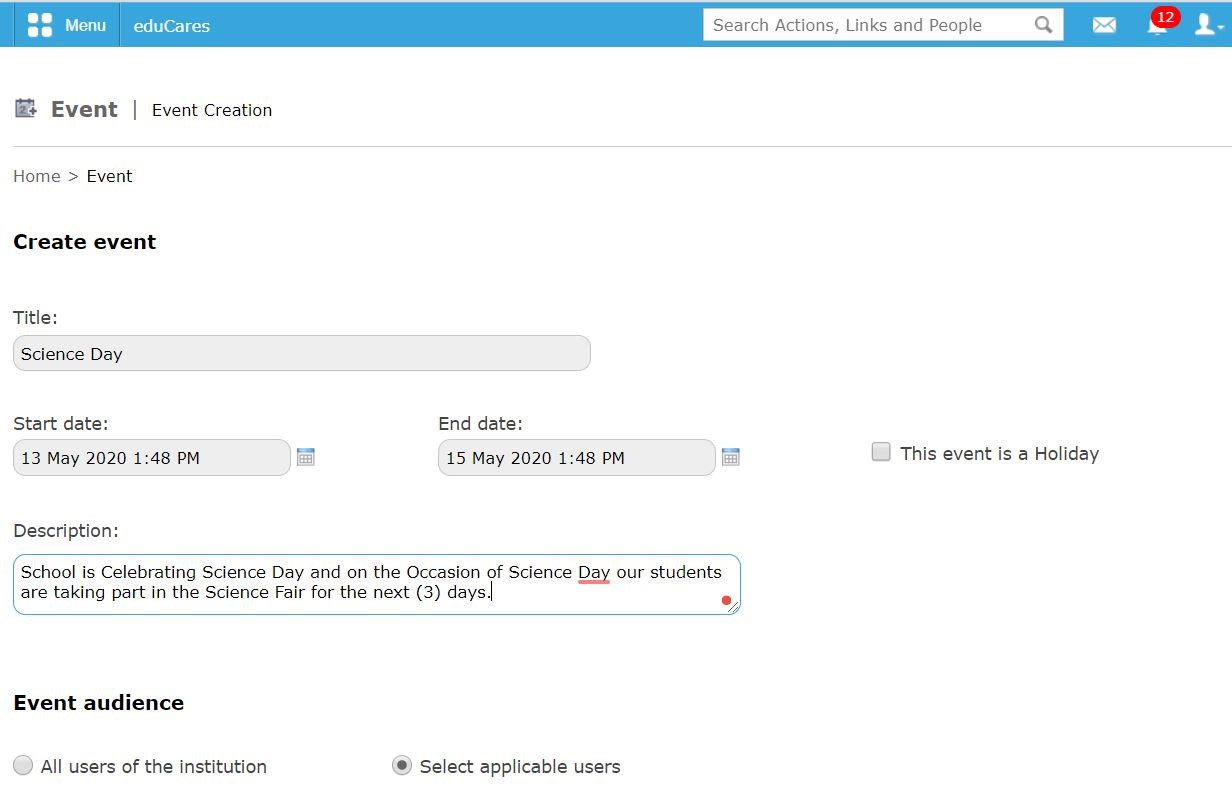 Menu eduCares Search Actions, Links and People 12
Event | Event Creation
Home > Event
Create event
Title:
Science Day
Start date: End date:
13 May 2020 1:48 PM 15 May 2020 1:48 PM This event is a Holiday
Description:
School is Celebrating Science Day and on the Occasion of Science Day our students
are taking part in the Science Fair for the next (3) days.
Event audience
All users of the institution Select applicable users